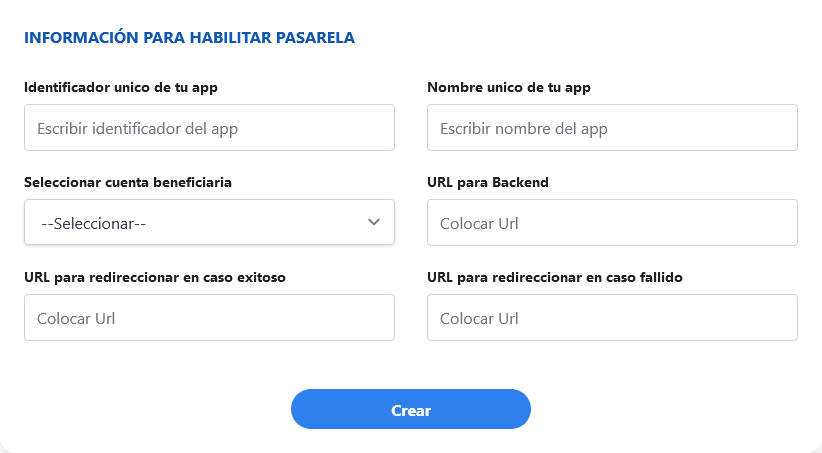 INFORMACIÓN PARA HABILITAR PASARELA
Identificador unico de tu app
Nombre unico de tu app
Escribir identificador del app
Escribir nombre del app
Seleccionar cuenta beneficiaria
URL para Backend
--Seleccionar--
Colocar Url
URL para redireccionar en caso exitoso
URL para redireccionar en caso fallido
Colocar Url
Colocar Url
Crear